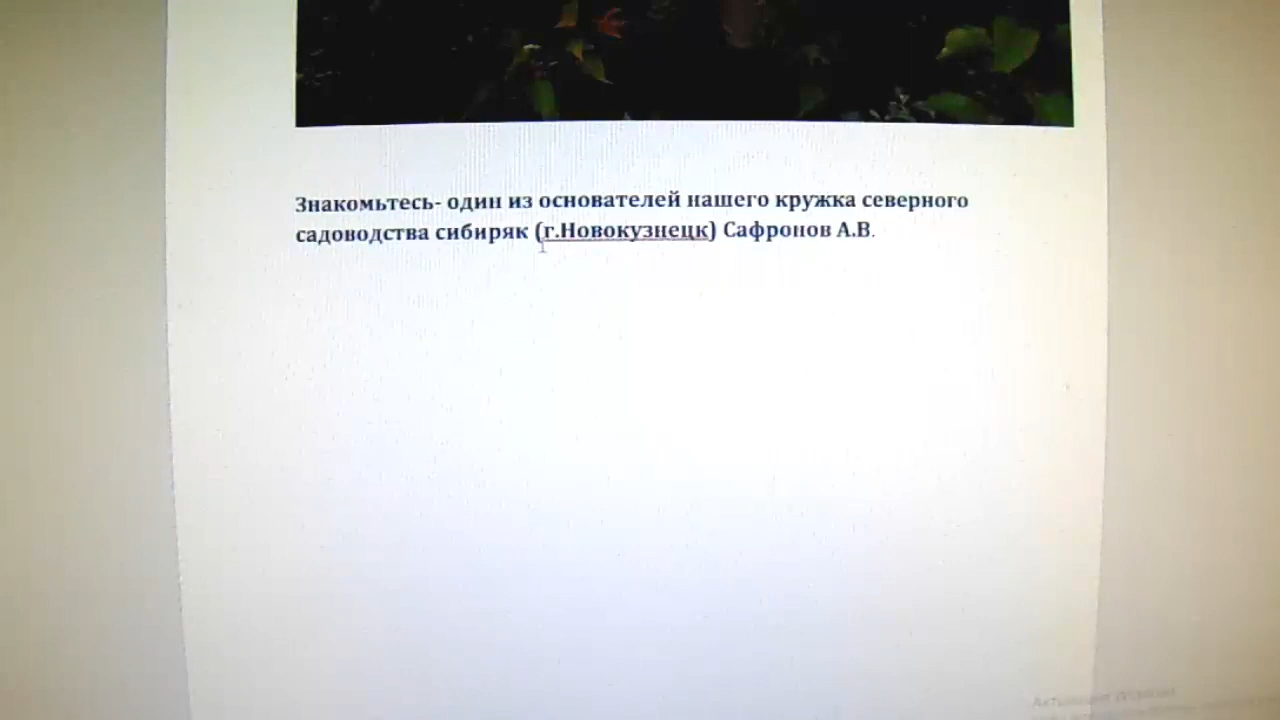 Знакомьтесь- один из основателей нашего кружка северного
садоводства сибиряк (г.Новокузнецк) Сафронов А.В.